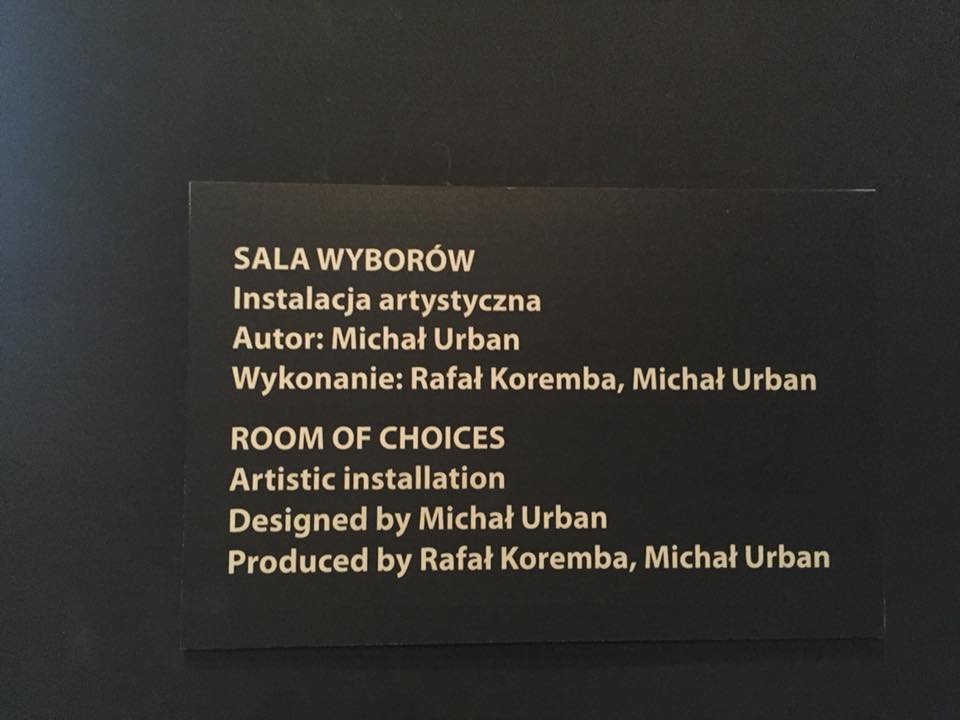 SALA WYBORÓW
Instalacja artystyczna
Autor: Michał Urban
Wykonanie: Rafał Koremba, Michał Urban
ROOM OF CHOICES
Artistic installation
Designed by Michał Urban
Produced by Rafał Koremba, Michał Urban